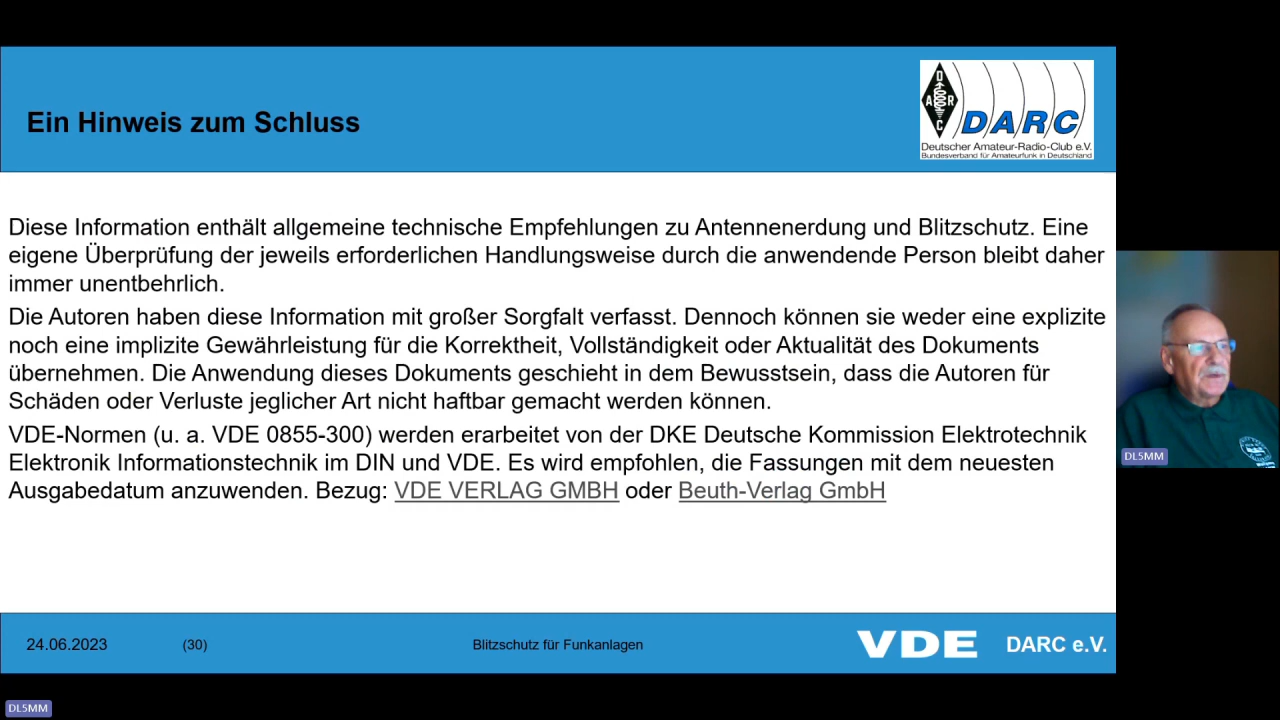 Ein Hinweis zum Schluss
D
A R
C
DARC
Deutscher Amateur-Radio-Club e.V.
Bundesverband für Amateurfunk in Deutschland
Diese Information enthält allgemeine technische Empfehlungen zu Antennenerdung und Blitzschutz. Eine
eigene Überprüfung der jeweils erforderlichen Handlungsweise durch die anwendende Person bleibt daher
immer unentbehrlich.
Die Autoren haben diese Information mit großer Sorgfalt verfasst. Dennoch können sie weder eine explizite
noch eine implizite Gewährleistung für die Korrektheit, Vollständigkeit oder Aktualität des Dokuments
übernehmen. Die Anwendung dieses Dokuments geschieht in dem Bewusstsein, dass die Autoren für
Schäden oder Verluste jeglicher Art nicht haftbar gemacht werden können.
VDE-Normen (u. a. VDE 0855-300) werden erarbeitet von der DKE Deutsche Kommission Elektrotechnik
Elektronik Informationstechnik im DIN und VDE. Es wird empfohlen, die Fassungen mit dem neuesten
Ausgabedatum anzuwenden. Bezug: VDE VERLAG GMBH oder Beuth-Verlag GmbH
DL5MM
24.06.2023 (30) Blitzschutz für Funkanlagen VDE DARC e.V.
DL5MM